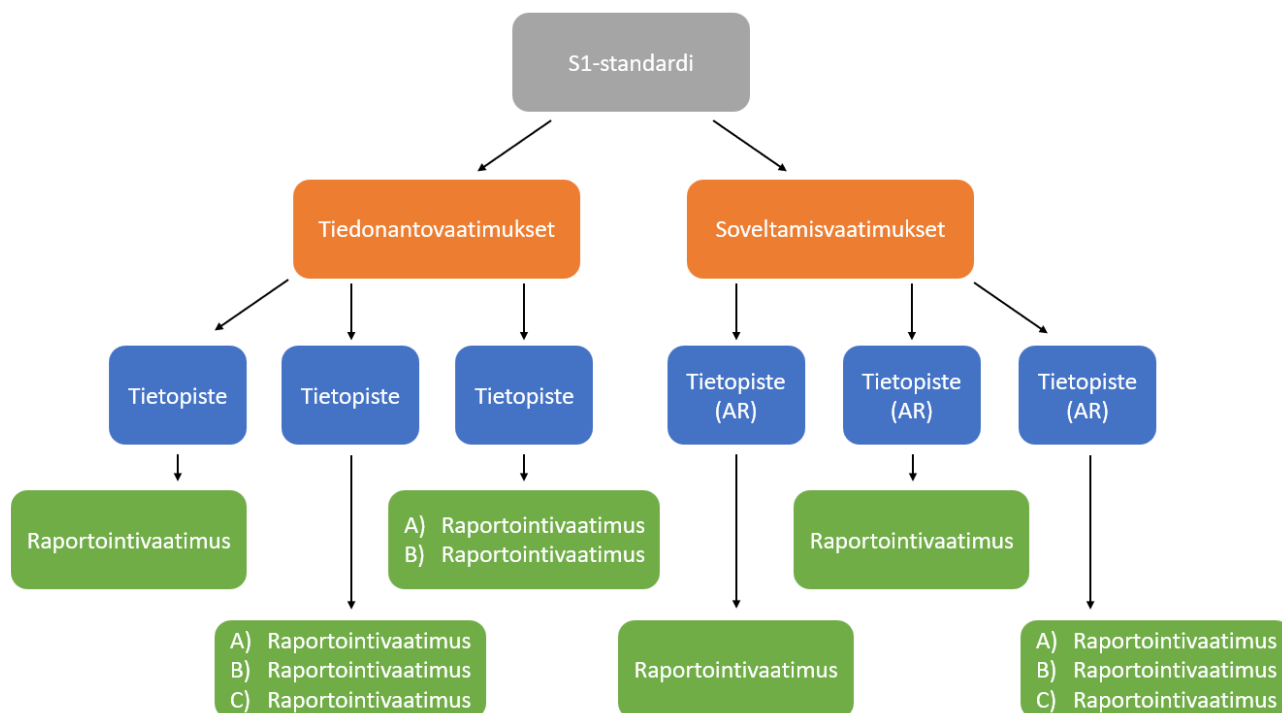 S1-standardi
Tiedonantovaatimukset
Soveltamisvaatimukset
Tietopiste
Tietopiste
Tietopiste
Tietopiste
(AR)
Tietopiste
(AR)
Tietopiste
(AR)
Raportointivaatimus
A) Raportointivaatimus
B) Raportointivaatimus
Raportointivaatimus
A) Raportointivaatimus
B) Raportointivaatimus
C) Raportointivaatimus
Raportointivaatimus
A) Raportointivaatimus
B) Raportointivaatimus
C) Raportointivaatimus